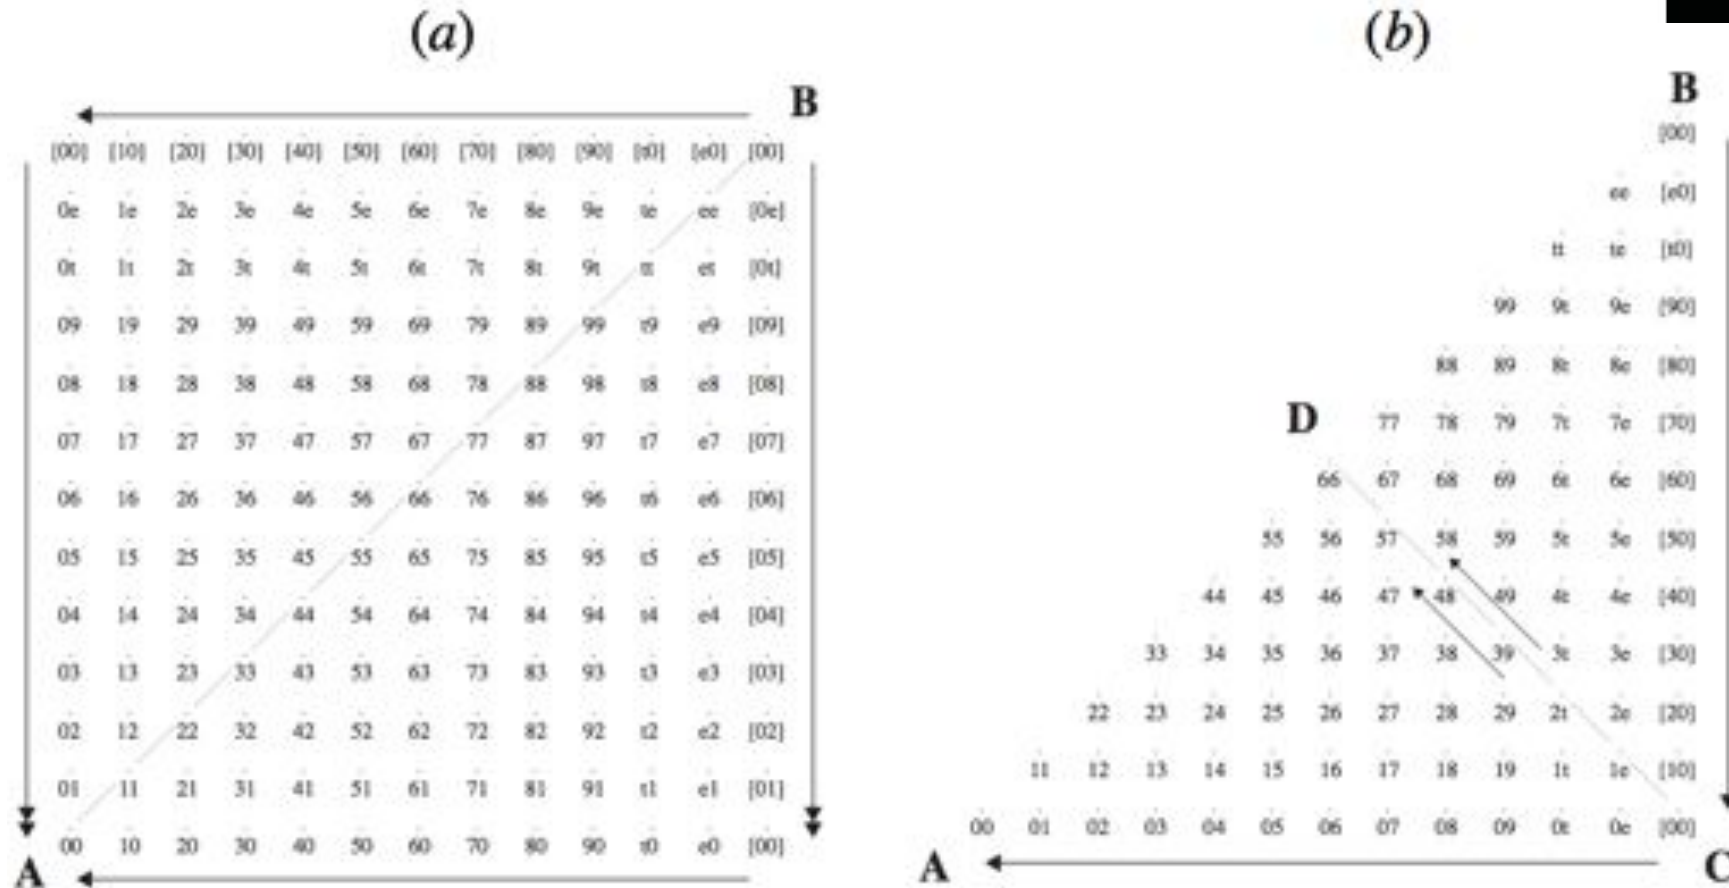 (a)
B
[00] [10] [20] [30] [40] [50] [60] [70] [80] [90] [t0] [e0] [00]
0e 1e 2e 3e 4e 5e 6e 7e 8e 9e te ee [0e]
0t 1t 2t 3t 4t 5t 6t 7t 8t 9t tt et [0t]
09 19 29 39 49 59 69 79 89 99 t9 e9 [09]
08 18 28 38 48 58 68 78 88 98 t8 e8 [08]
07 17 27 37 47 57 67 77 87 97 t7 e7 [07]
06 16 26 36 46 56 66 76 86 96 t6 e6 [06]
05 15 25 35 45 55 65 75 85 95 t5 e5 [05]
04 14 24 34 44 54 64 74 84 94 t4 e4 [04]
03 13 23 33 43 53 63 73 83 93 t3 e3 [03]
02 12 22 32 42 52 62 72 82 92 t2 e2 [02]
01 11 21 31 41 51 61 71 81 91 t1 e1 [01]
00 10 20 30 40 50 60 70 80 90 t0 e0 [00]
A
(b)
B
[00]
ee [e0]
tt te [t0]
99 9t 9e [90]
88 89 8t 8e [80]
D
77 78 79 7t 7e [70]
66 67 68 69 6t 6e [60]
55 56 57 58 59 5t 5e [50]
44 45 46 47 48 49 4t 4e [40]
33 34 35 36 37 38 39 3t 3e [30]
22 23 24 25 26 27 28 29 2t 2e [20]
11 12 13 14 15 16 17 18 19 1t 1e [10]
00 01 02 03 04 05 06 07 08 09 0t 0e [00]
A
C